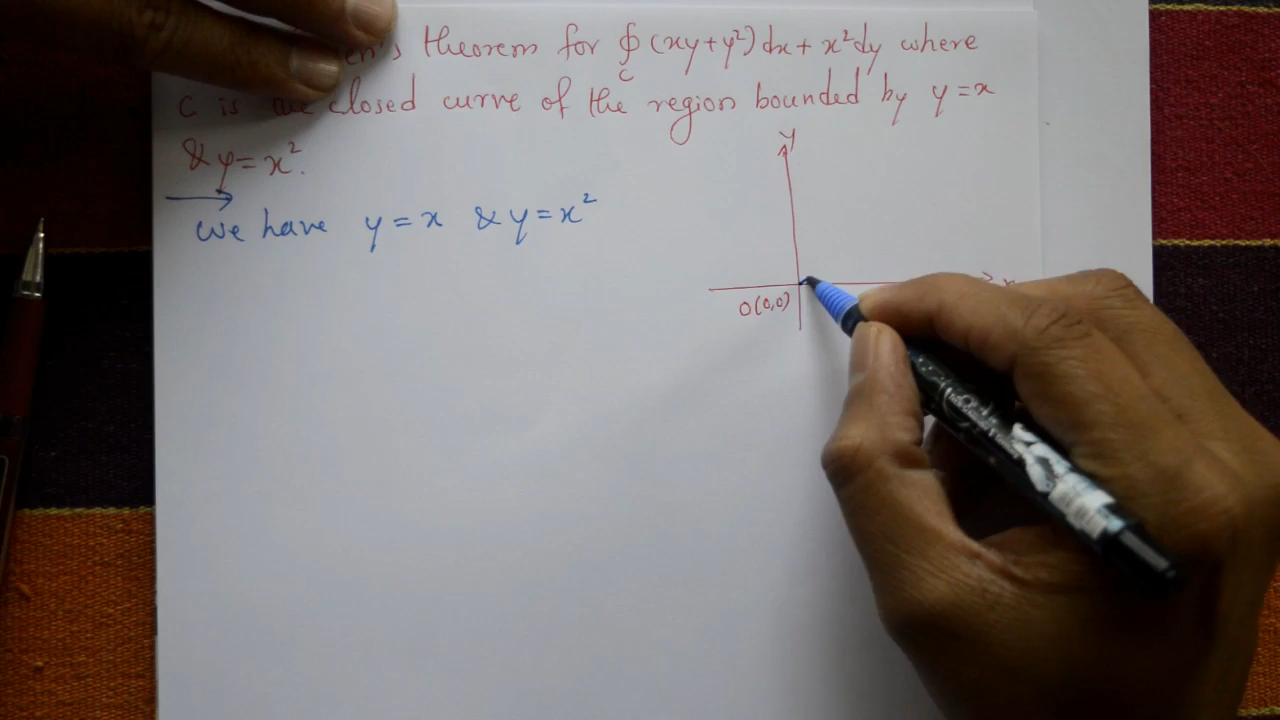 theorem for ∮ (xy+y²)dx + x²dy where
C
C is closed curve of the region bounded by y=x
& y=x².
We have y=x & y=x²
y
O(0,0)